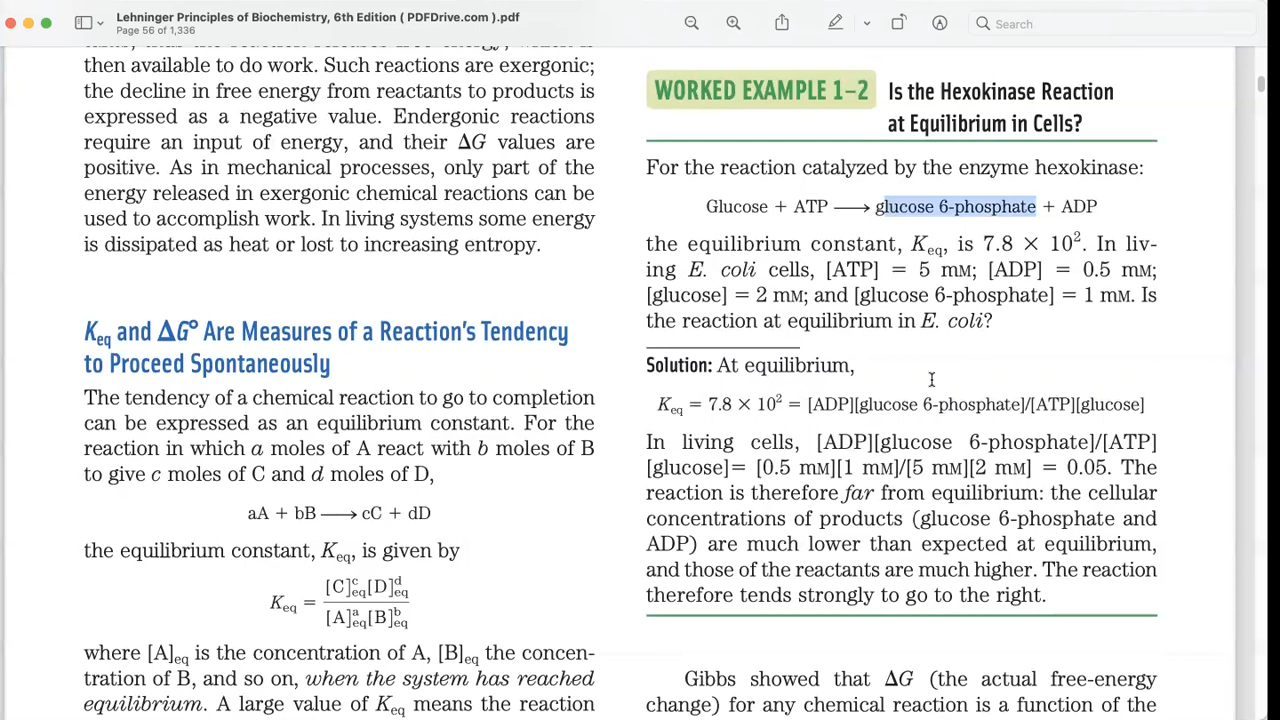 Lehninger Principles of Biochemistry, 6th Edition ( PDFDrive.com ).pdf
Page 56 of 1,336
Search
then available to do work. Such reactions are exergonic;
the decline in free energy from reactants to products is
expressed as a negative value. Endergonic reactions
require an input of energy, and their ΔG values are
positive. As in mechanical processes, only part of the
energy released in exergonic chemical reactions can be
used to accomplish work. In living systems some energy
is dissipated as heat or lost to increasing entropy.
Keq and ΔG° Are Measures of a Reaction's Tendency
to Proceed Spontaneously
The tendency of a chemical reaction to go to completion
can be expressed as an equilibrium constant. For the
reaction in which a moles of A react with b moles of B
to give c moles of C and d moles of D,
aA + bB ⟶ cC + dD
the equilibrium constant, Keq, is given by
Keq = [C]ᶜeq[D]ᵈeq / [A]ᵃeq[B]ᵇeq
where [A]eq is the concentration of A, [B]eq the concen-
tration of B, and so on, when the system has reached
equilibrium. A large value of Keq means the reaction
WORKED EXAMPLE 1–2 Is the Hexokinase Reaction
at Equilibrium in Cells?
For the reaction catalyzed by the enzyme hexokinase:
Glucose + ATP ⟶ glucose 6-phosphate + ADP
the equilibrium constant, Keq, is 7.8 × 10². In liv-
ing E. coli cells, [ATP] = 5 mM; [ADP] = 0.5 mM;
[glucose] = 2 mM; and [glucose 6-phosphate] = 1 mM. Is
the reaction at equilibrium in E. coli?
Solution: At equilibrium,
Keq = 7.8 × 10² = [ADP][glucose 6-phosphate]/[ATP][glucose]
In living cells, [ADP][glucose 6-phosphate]/[ATP]
[glucose]= [0.5 mM][1 mM]/[5 mM][2 mM] = 0.05. The
reaction is therefore far from equilibrium: the cellular
concentrations of products (glucose 6-phosphate and
ADP) are much lower than expected at equilibrium,
and those of the reactants are much higher. The reaction
therefore tends strongly to go to the right.
Gibbs showed that ΔG (the actual free-energy
change) for any chemical reaction is a function of the